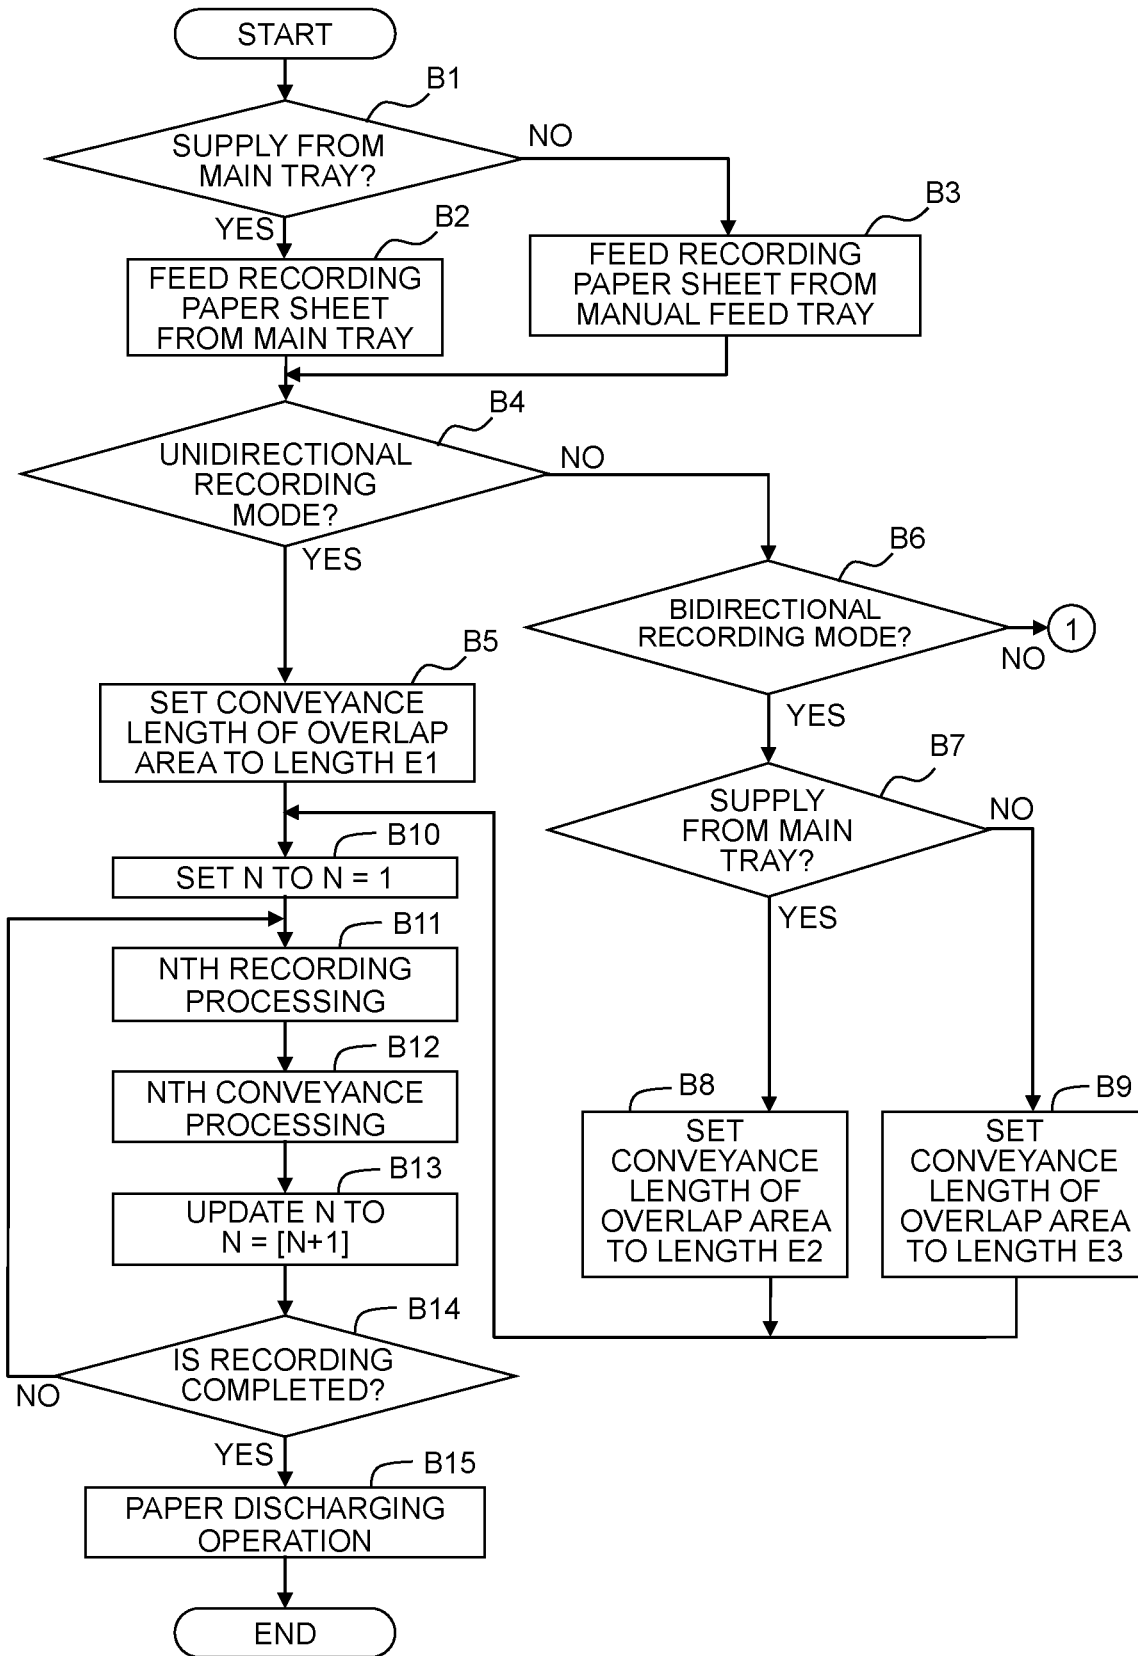 START
B1
SUPPLY FROM
MAIN TRAY?
NO
YES
B2
FEED RECORDING
PAPER SHEET
FROM MAIN TRAY
B3
FEED RECORDING
PAPER SHEET FROM
MANUAL FEED TRAY
B4
UNIDIRECTIONAL
RECORDING
MODE?
NO
YES
B6
BIDIRECTIONAL
RECORDING MODE?
1
NO
YES
B5
SET CONVEYANCE
LENGTH OF OVERLAP
AREA TO LENGTH E1
B7
SUPPLY
FROM MAIN
TRAY?
NO
YES
B10
SET N TO N = 1
B11
NTH RECORDING
PROCESSING
B12
NTH CONVEYANCE
PROCESSING
B8
SET
CONVEYANCE
LENGTH OF
OVERLAP AREA
TO LENGTH E2
B9
SET
CONVEYANCE
LENGTH OF
OVERLAP AREA
TO LENGTH E3
B13
UPDATE N TO
N = [N+1]
B14
IS RECORDING
COMPLETED?
NO
YES
B15
PAPER DISCHARGING
OPERATION
END